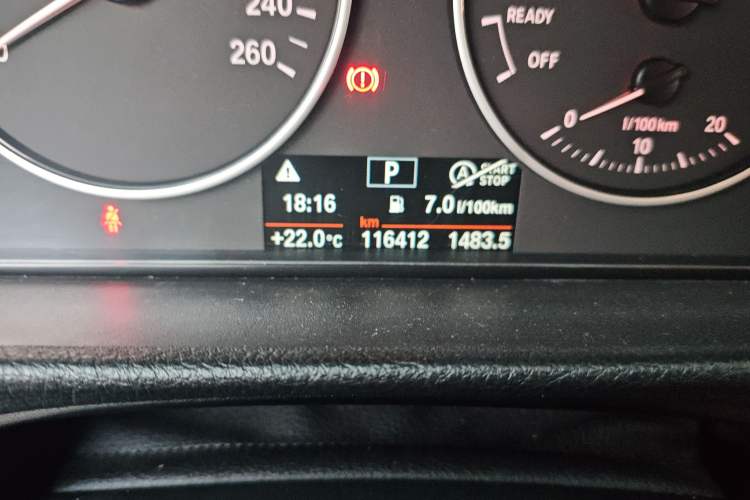 240
260
READY
OFF
0
l/100km
20
10
P
A START
STOP
18:16
7.0 l/100km
km
+22.0°C
116412
1483.5